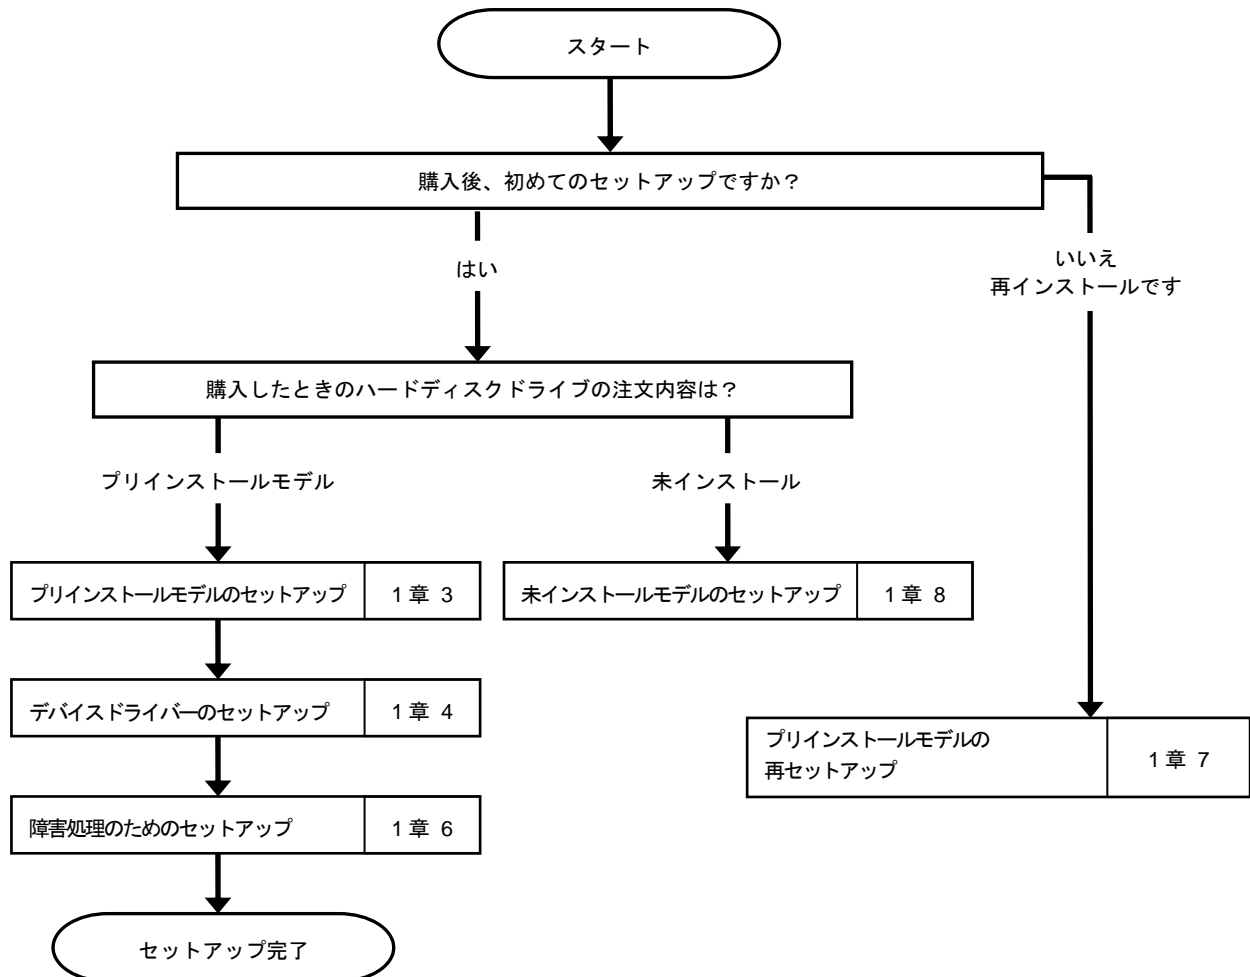 スタート
購入後、初めてのセットアップですか？
はい
いいえ
再インストールです
購入したときのハードディスクドライブの注文内容は？
プリインストールモデル
未インストール
プリインストールモデルのセットアップ 1章 3
未インストールモデルのセットアップ 1章 8
デバイスドライバーのセットアップ 1章 4
プリインストールモデルの
再セットアップ
1章 7
障害処理のためのセットアップ 1章 6
セットアップ完了